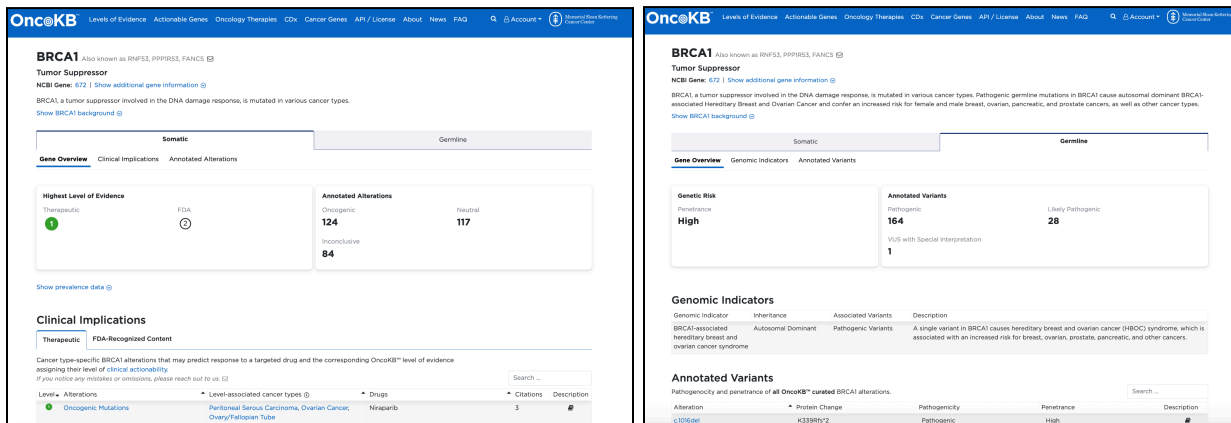 OncoKB™ Levels of Evidence Actionable Genes Oncology Therapies CDx Cancer Genes API / License About News FAQ Account Memorial Sloan Kettering Cancer Center
BRCA1 Also known as RNF53, PPP1R53, FANCS
Tumor Suppressor
NCBI Gene: 672 | Show additional gene information
BRCA1, a tumor suppressor involved in the DNA damage response, is mutated in various cancer types.
Show BRCA1 background
Somatic Germline
Gene Overview Clinical Implications Annotated Alterations
Highest Level of Evidence
Therapeutic FDA
1 2
Annotated Alterations
Oncogenic Neutral
124 117
Inconclusive
84
Show prevalence data
Clinical Implications
Therapeutic FDA-Recognized Content
Cancer type-specific BRCA1 alterations that may predict response to a targeted drug and the corresponding OncoKB™ level of evidence
assigning their level of clinical actionability.
If you notice any mistakes or omissions, please reach out to us.
Search ...
Level Alterations Level-associated cancer types Drugs Citations Description
1 Oncogenic Mutations Peritoneal Serous Carcinoma, Ovarian Cancer, Niraparib 3
Ovary/Fallopian Tube
OncoKB™ Levels of Evidence Actionable Genes Oncology Therapies CDx Cancer Genes API / License About News FAQ Account Memorial Sloan Kettering Cancer Center
BRCA1 Also known as RNF53, PPP1R53, FANCS
Tumor Suppressor
NCBI Gene: 672 | Show additional gene information
BRCA1, a tumor suppressor involved in the DNA damage response, is mutated in various cancer types. Pathogenic germline mutations in BRCA1 cause autosomal dominant BRCA1-
associated Hereditary Breast and Ovarian Cancer and confer an increased risk for female and male breast, ovarian, pancreatic, and prostate cancers, as well as other cancer types.
Show BRCA1 background
Somatic Germline
Gene Overview Genomic Indicators Annotated Variants
Genetic Risk
Penetrance
High
Annotated Variants
Pathogenic Likely Pathogenic
164 28
VUS with Special Interpretation
1
Genomic Indicators
Genomic Indicator Inheritance Associated Variants Description
BRCA1-associated Autosomal Dominant Pathogenic Variants A single variant in BRCA1 causes hereditary breast and ovarian cancer (HBOC) syndrome, which is
hereditary breast and associated with an increased risk for breast, ovarian, prostate, pancreatic, and other cancers.
ovarian cancer syndrome
Annotated Variants
Pathogenicity and penetrance of all OncoKB™ curated BRCA1 alterations.
Search ...
Alteration Protein Change Pathogenicity Penetrance Description
c.1016del K339Rfs*2 Pathogenic High